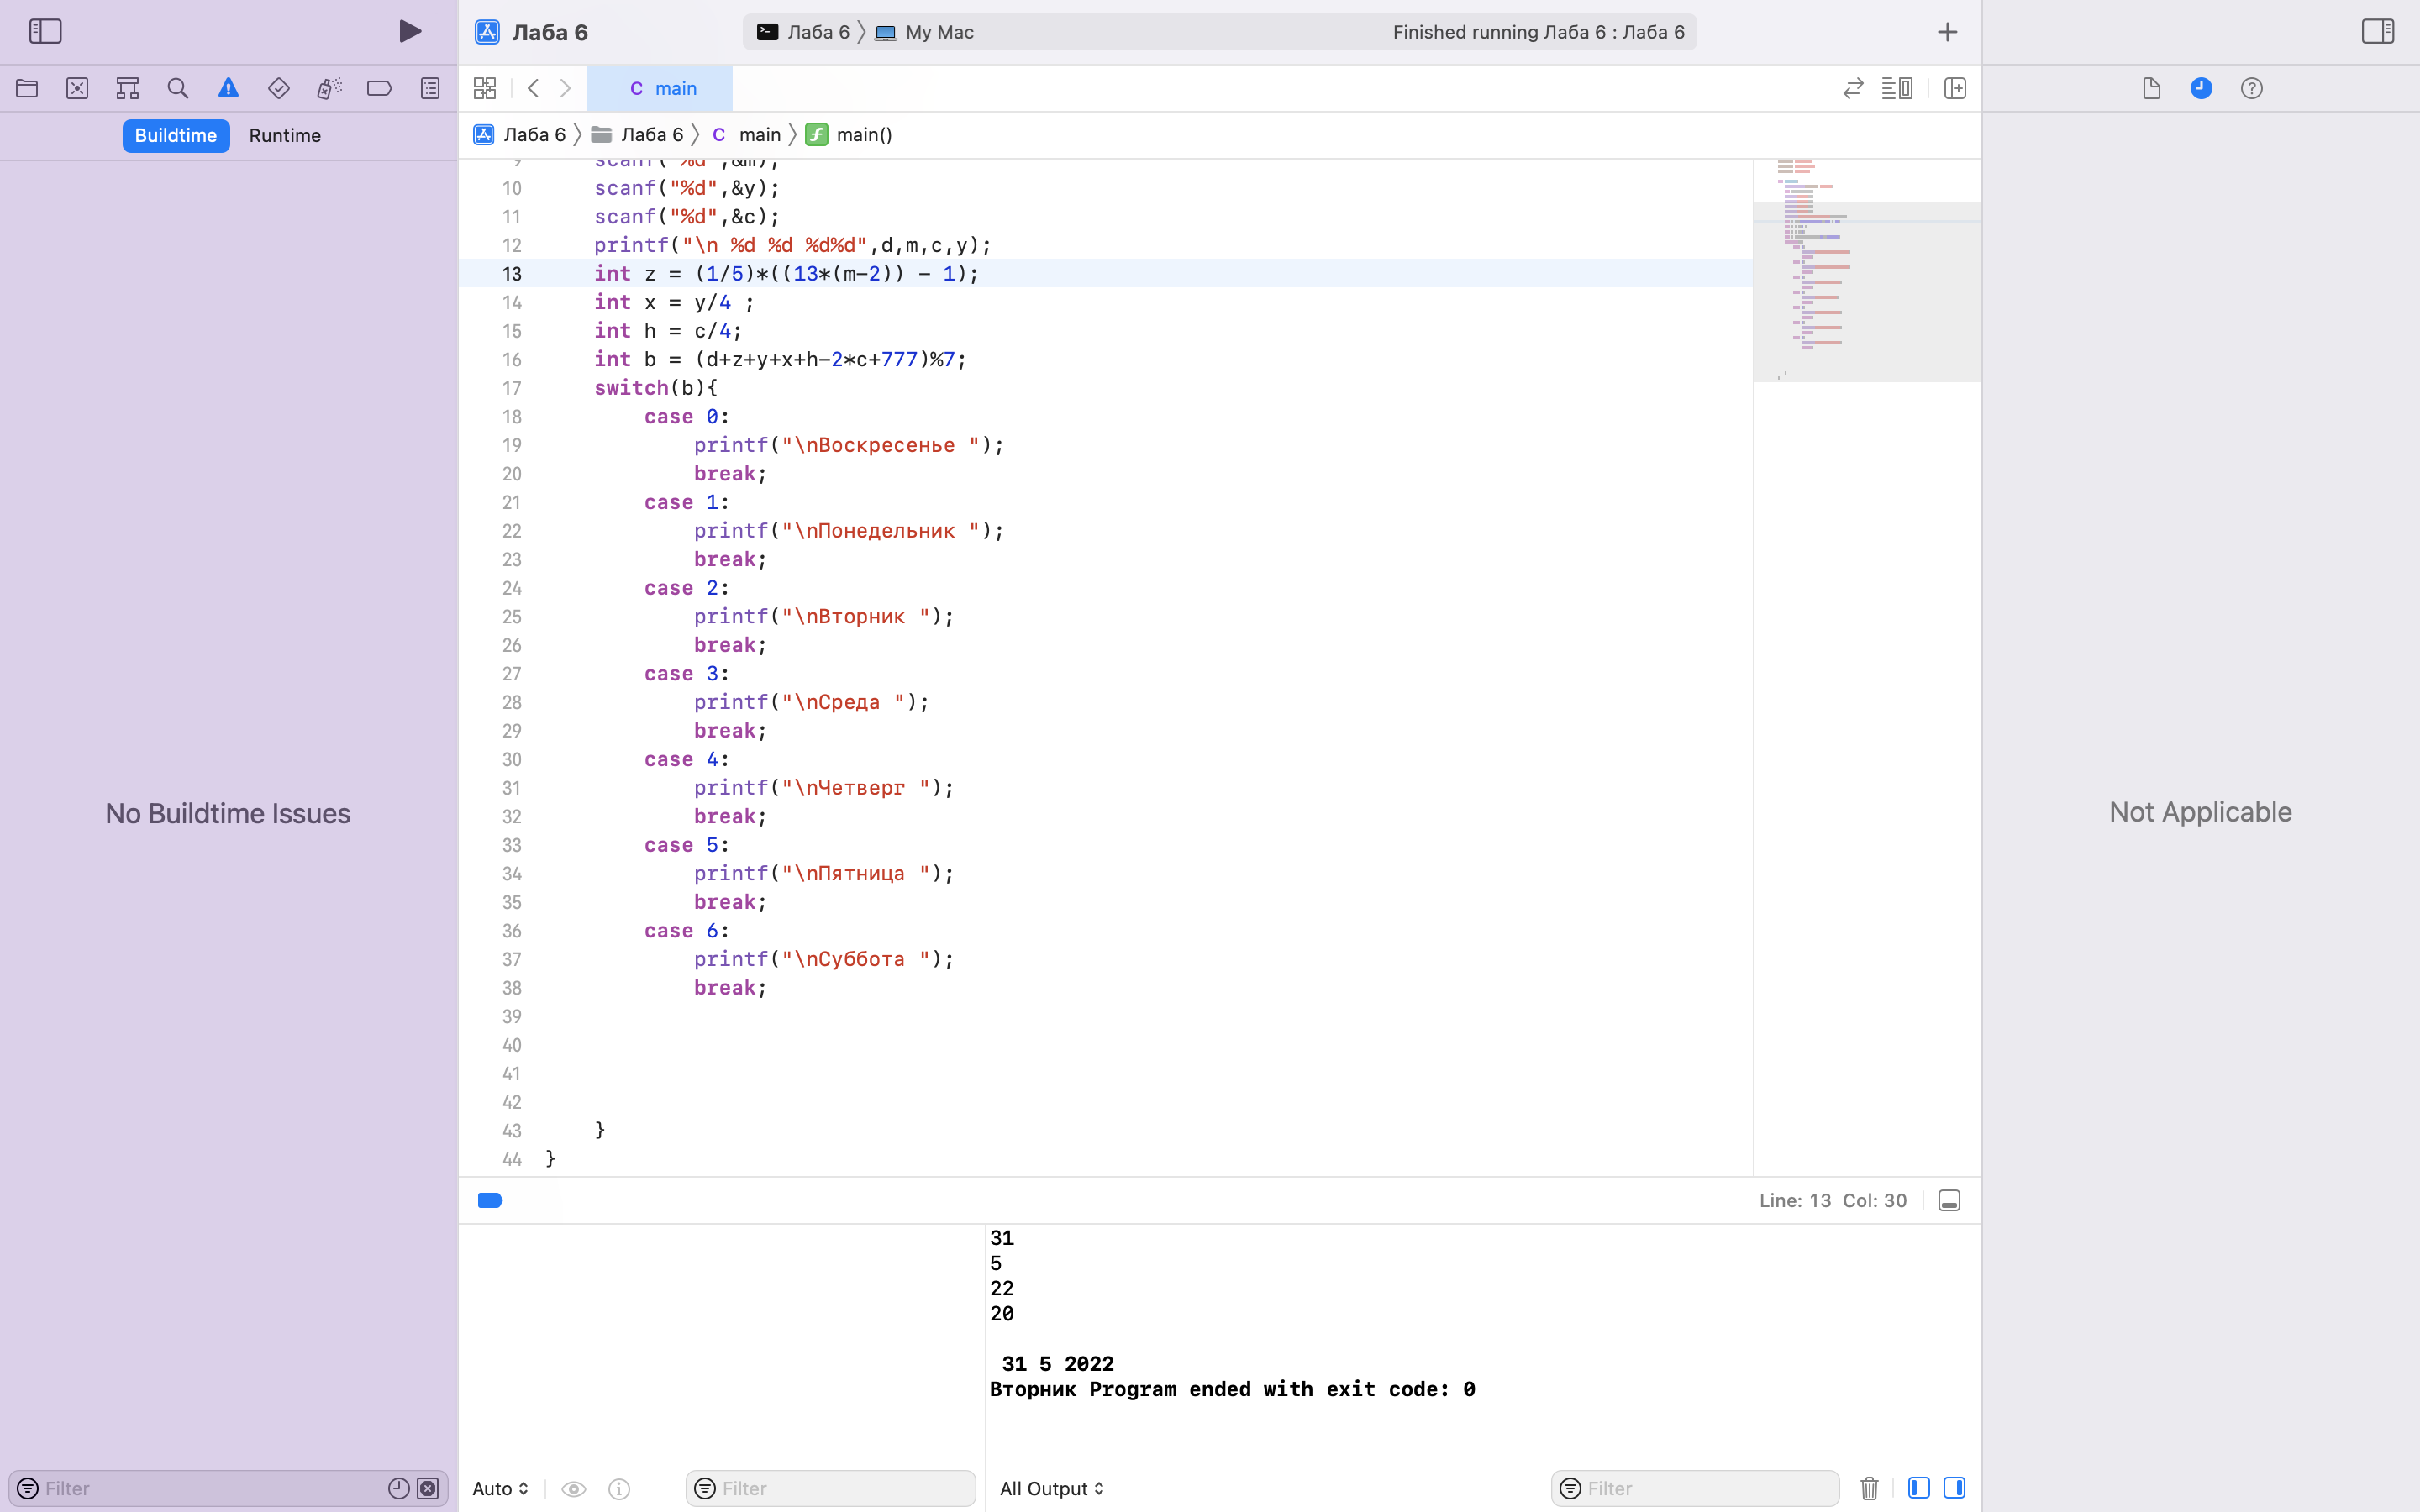 Лаба 6
Лаба 6 〉 My Mac
Finished running Лаба 6 : Лаба 6
C main
Buildtime Runtime
Лаба 6 〉 Лаба 6 〉 C main 〉 f main()
9 scanf("%d",&m);
10 scanf("%d",&y);
11 scanf("%d",&c);
12 printf("\n %d %d %d%d",d,m,c,y);
13 int z = (1/5)*((13*(m-2)) - 1);
14 int x = y/4 ;
15 int h = c/4;
16 int b = (d+z+y+x+h-2*c+777)%7;
17 switch(b){
18 case 0:
19 printf("\nВоскресенье ");
20 break;
21 case 1:
22 printf("\nПонедельник ");
23 break;
24 case 2:
25 printf("\nВторник ");
26 break;
27 case 3:
28 printf("\nСреда ");
29 break;
30 case 4:
31 printf("\nЧетверг ");
32 break;
33 case 5:
34 printf("\nПятница ");
35 break;
36 case 6:
37 printf("\nСуббота ");
38 break;
39
40
41
42
43 }
44 }
No Buildtime Issues
Not Applicable
Line: 13 Col: 30
31
5
22
20
31 5 2022
Вторник Program ended with exit code: 0
Filter
Auto
Filter
All Output
Filter